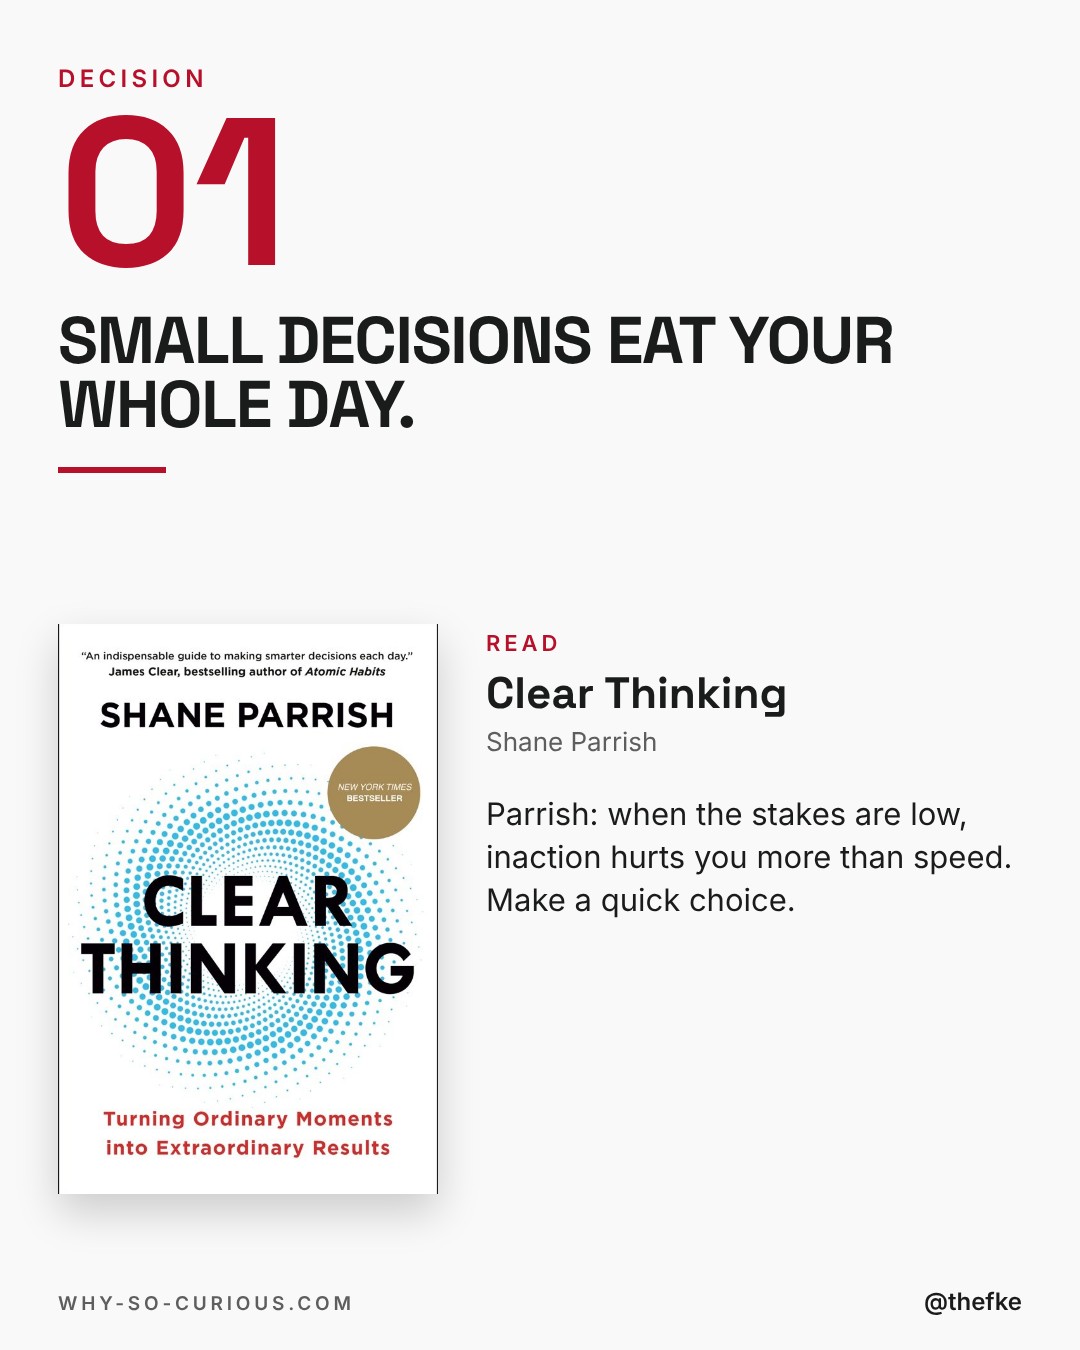 DECISION
01
SMALL DECISIONS EAT YOUR
WHOLE DAY.
“An indispensable guide to making smarter decisions each day.”
James Clear, bestselling author of Atomic Habits
SHANE PARRISH
NEW YORK TIMES
BESTSELLER
CLEAR
THINKING
Turning Ordinary Moments
into Extraordinary Results
READ
Clear Thinking
Shane Parrish
Parrish: when the stakes are low,
inaction hurts you more than speed.
Make a quick choice.
WHY-SO-CURIOUS.COM
@thefke